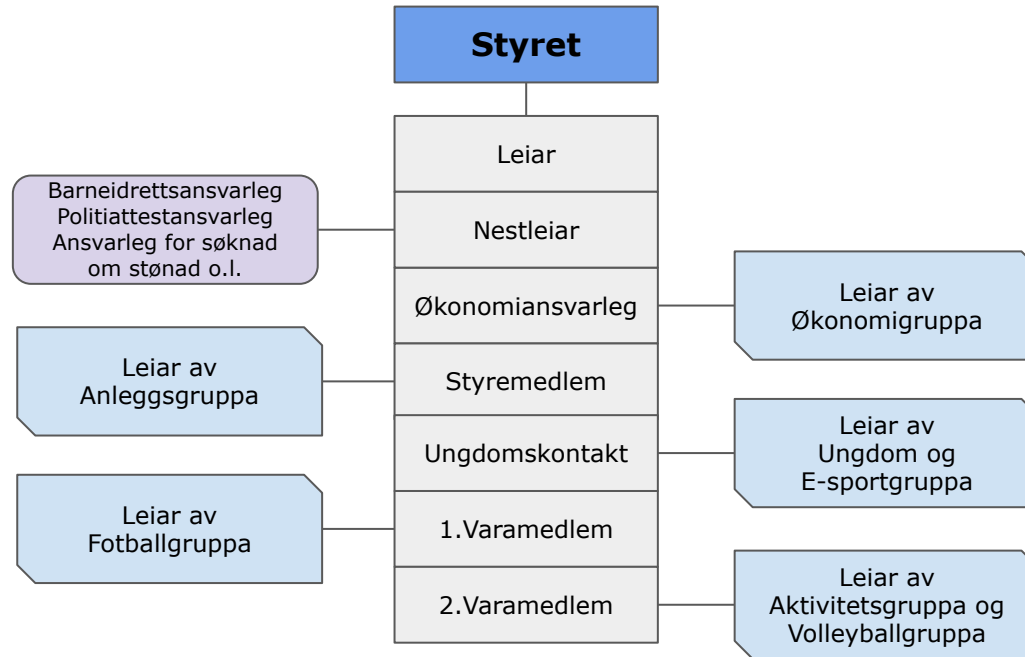 Styret
Leiar
Barneidrettsansvarleg
Politiattestansvarleg
Ansvarleg for søknad
om stønad o.l.
Nestleiar
Økonomiansvarleg
Leiar av
Økonomigruppa
Leiar av
Anleggsgruppa
Styremedlem
Ungdomskontakt
Leiar av
Ungdom og
E-sportgruppa
Leiar av
Fotballgruppa
1.Varamedlem
2.Varamedlem
Leiar av
Aktivitetsgruppa og
Volleyballgruppa